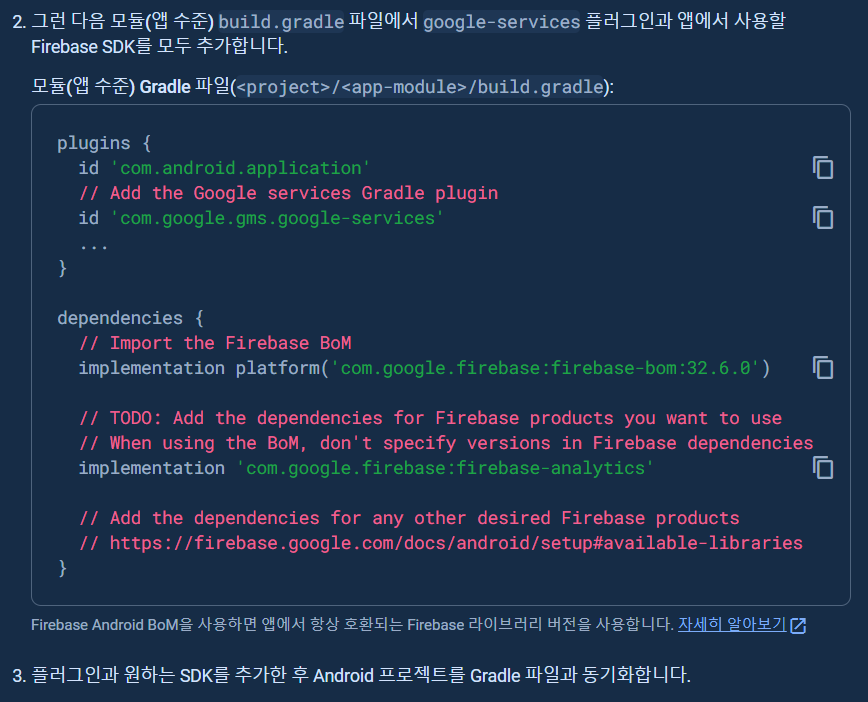 2. 그런 다음 모듈(앱 수준) build.gradle 파일에서 google-services 플러그인과 앱에서 사용할
Firebase SDK를 모두 추가합니다.
모듈(앱 수준) Gradle 파일(<project>/<app-module>/build.gradle):
plugins {
  id 'com.android.application'
  // Add the Google services Gradle plugin
  id 'com.google.gms.google-services'
  ...
}
dependencies {
  // Import the Firebase BoM
  implementation platform('com.google.firebase:firebase-bom:32.6.0')
  // TODO: Add the dependencies for Firebase products you want to use
  // When using the BoM, don't specify versions in Firebase dependencies
  implementation 'com.google.firebase:firebase-analytics'
  // Add the dependencies for any other desired Firebase products
  // https://firebase.google.com/docs/android/setup#available-libraries
}
Firebase Android BoM을 사용하면 앱에서 항상 호환되는 Firebase 라이브러리 버전을 사용합니다. 자세히 알아보기
3. 플러그인과 원하는 SDK를 추가한 후 Android 프로젝트를 Gradle 파일과 동기화합니다.